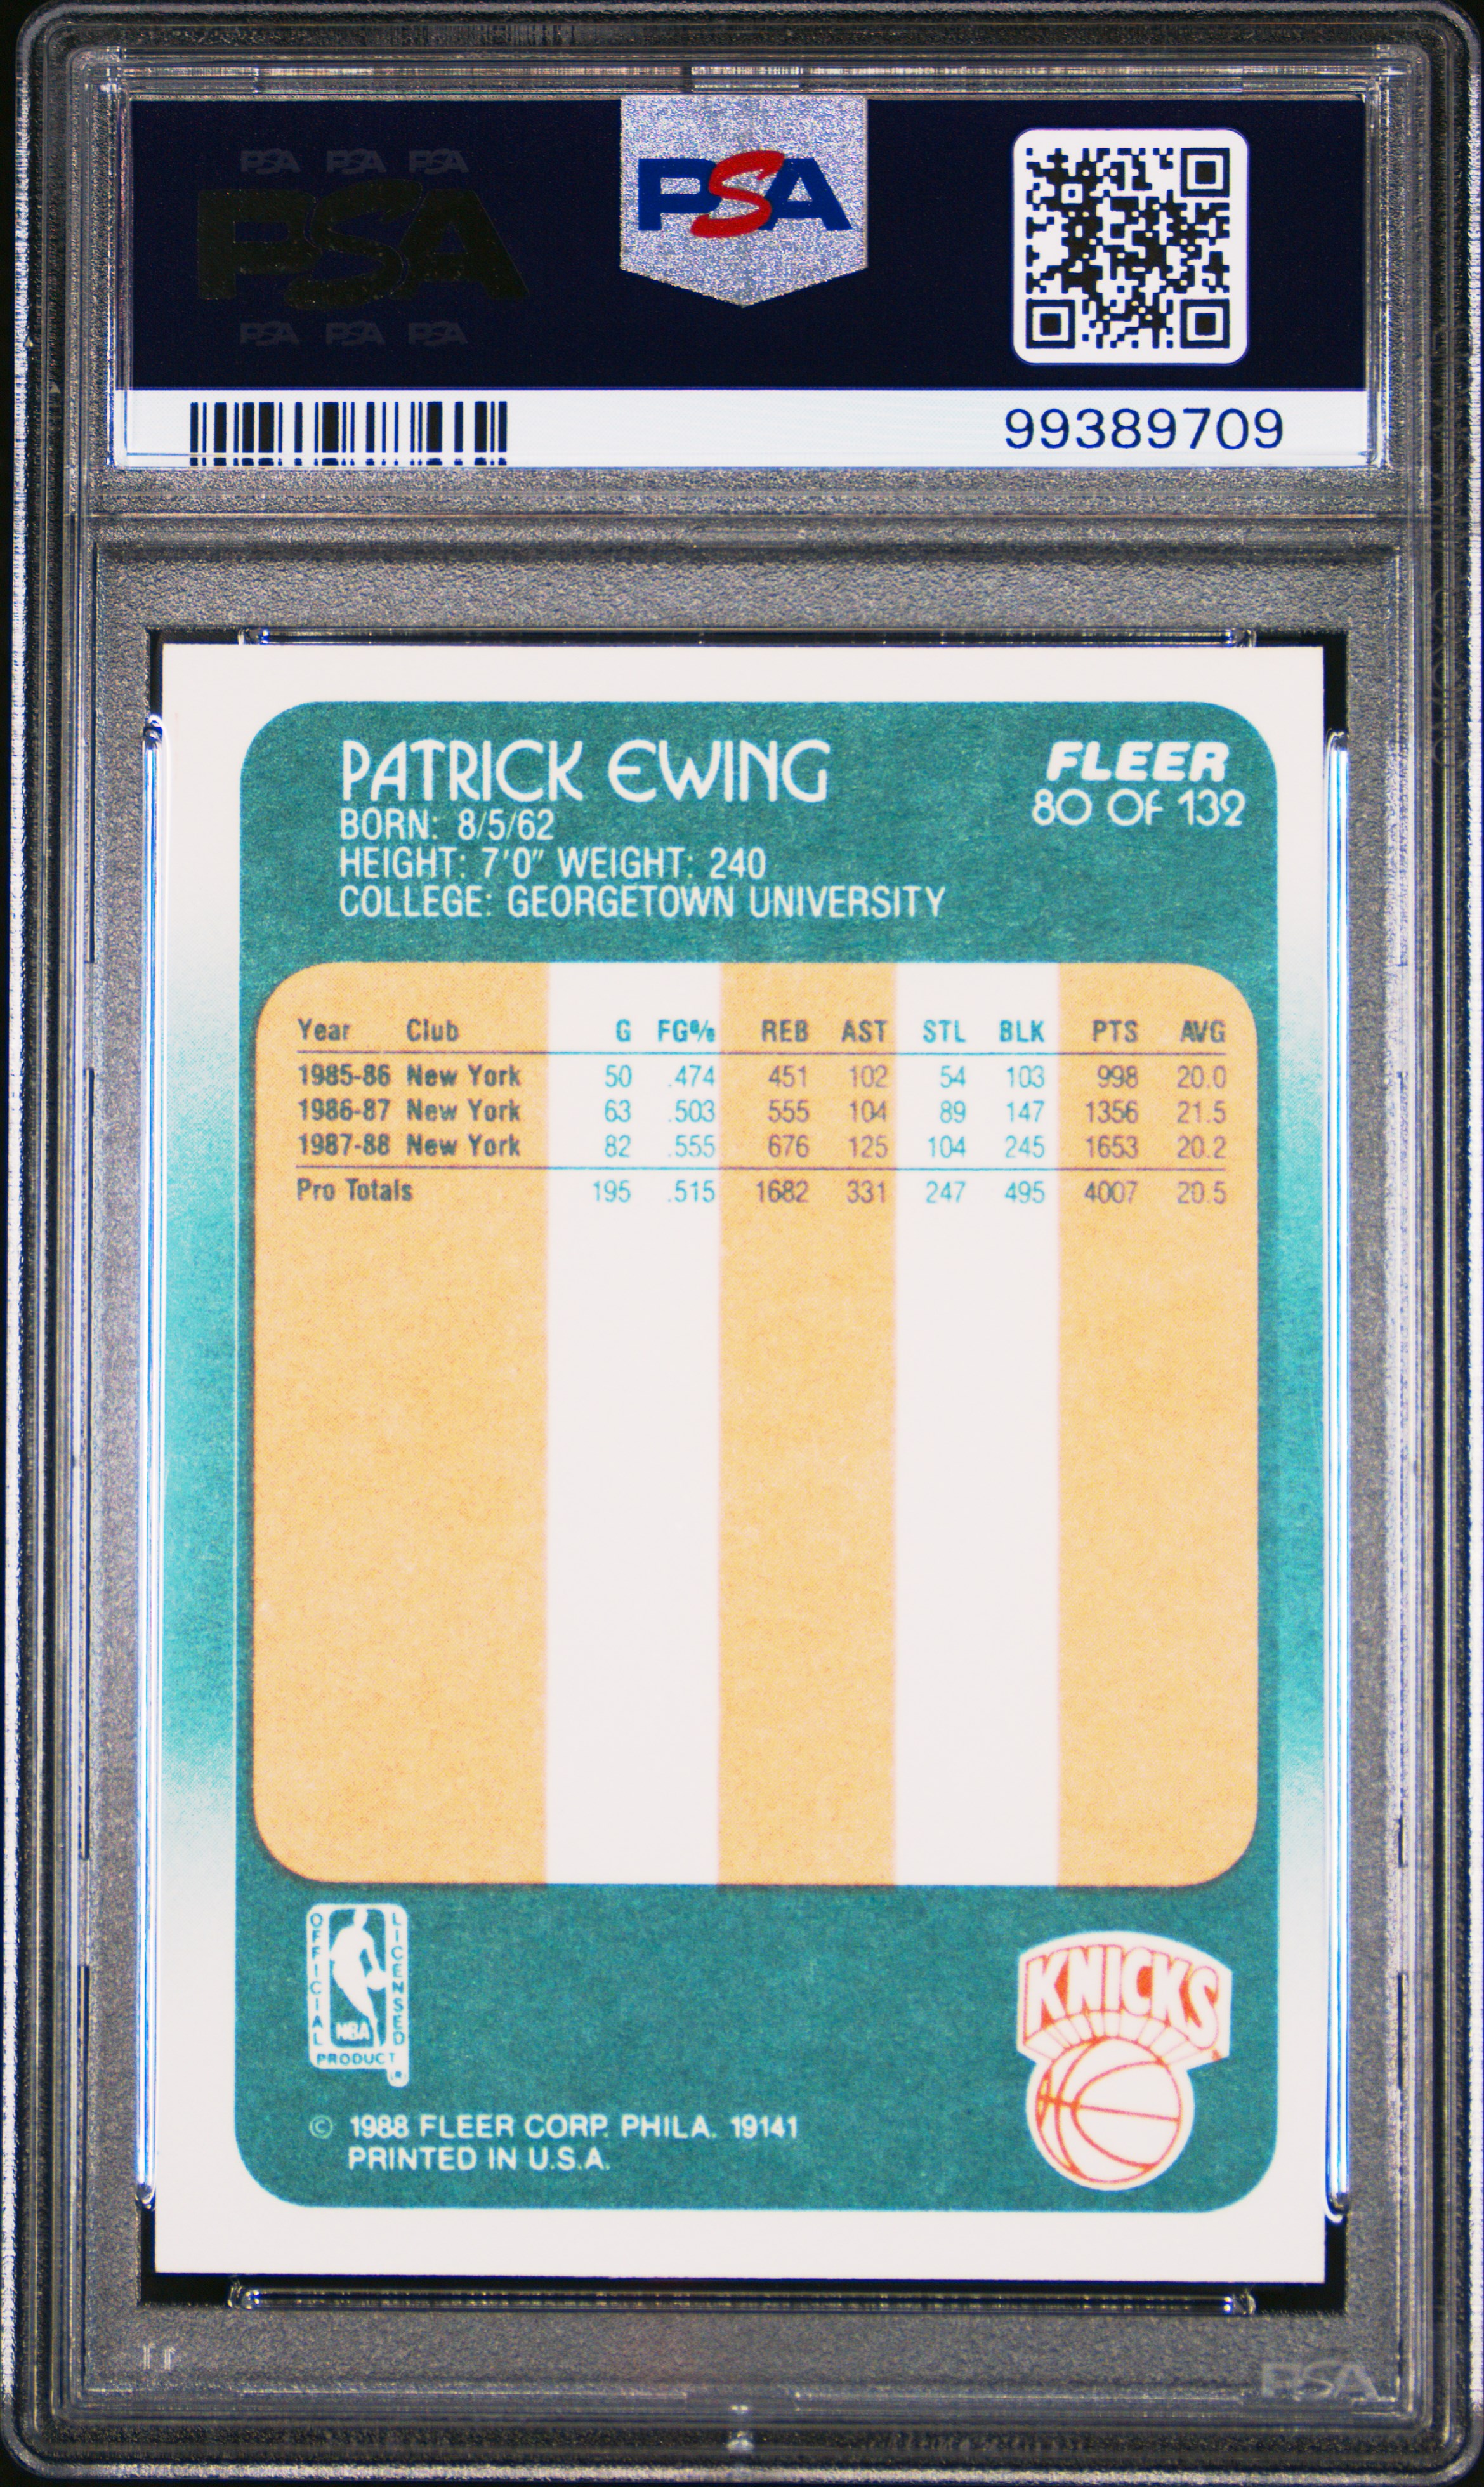 PSA PSA PSA
PSA
PSA PSA PSA
PSA
99389709
PATRICK EWING
BORN: 8/5/62
HEIGHT: 7'0" WEIGHT: 240
COLLEGE: GEORGETOWN UNIVERSITY
FLEER
80 OF 132
Year Club G FG% REB AST STL BLK PTS AVG
1985-86 New York 50 .474 451 102 54 103 998 20.0
1986-87 New York 63 .503 555 104 89 147 1356 21.5
1987-88 New York 82 .555 676 125 104 245 1653 20.2
Pro Totals 195 .515 1682 331 247 495 4007 20.5
OFFICIAL LICENSED
NBA
PRODUCT
KNICKS
© 1988 FLEER CORP. PHILA. 19141
PRINTED IN U.S.A.
PSA